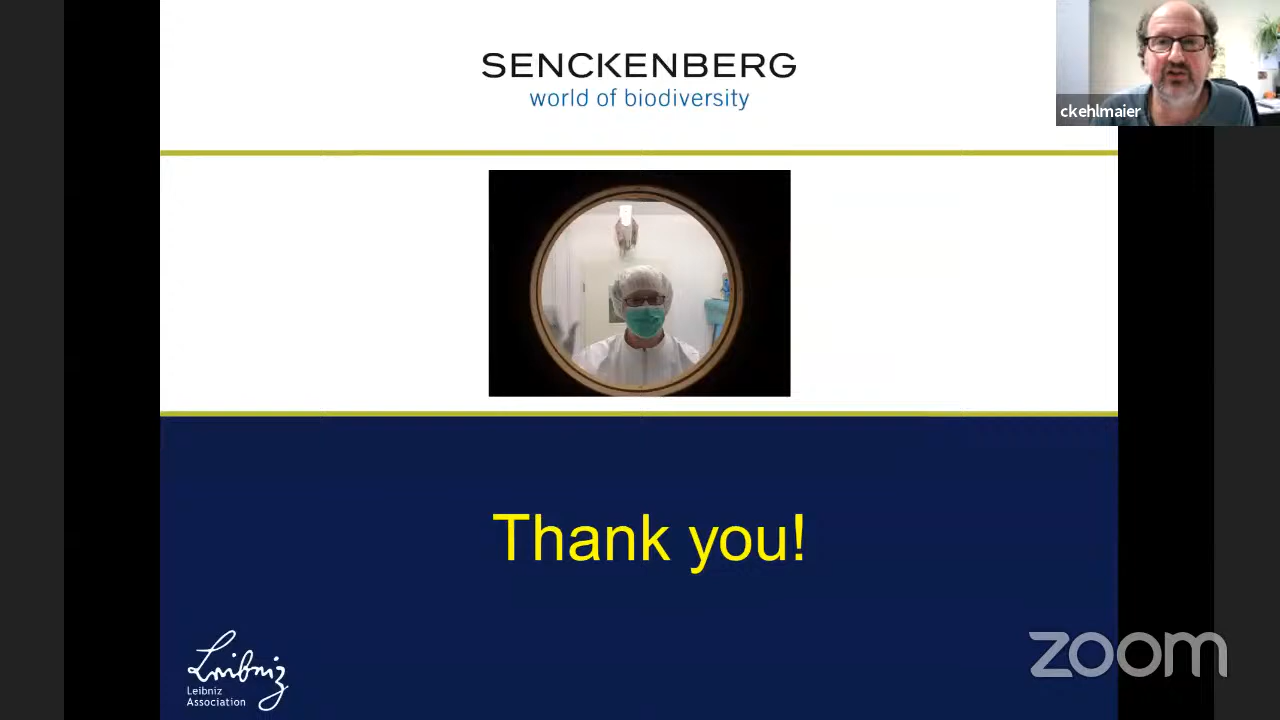 SENCKENBERG
world of biodiversity
ckehlmaier
Thank you!
Leibniz
Leibniz
Association
zoom